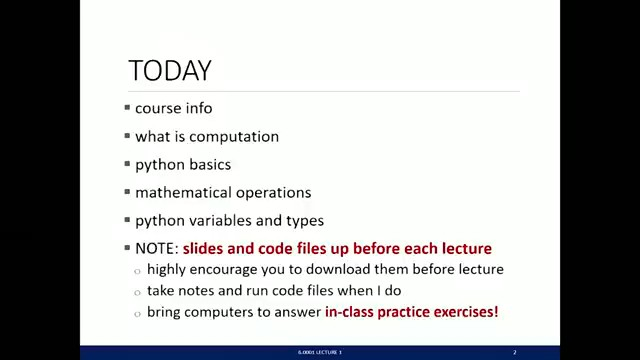 TODAY
course info
what is computation
python basics
mathematical operations
python variables and types
NOTE: slides and code files up before each lecture
highly encourage you to download them before lecture
take notes and run code files when I do
bring computers to answer in-class practice exercises!
6.0001 LECTURE 1
2